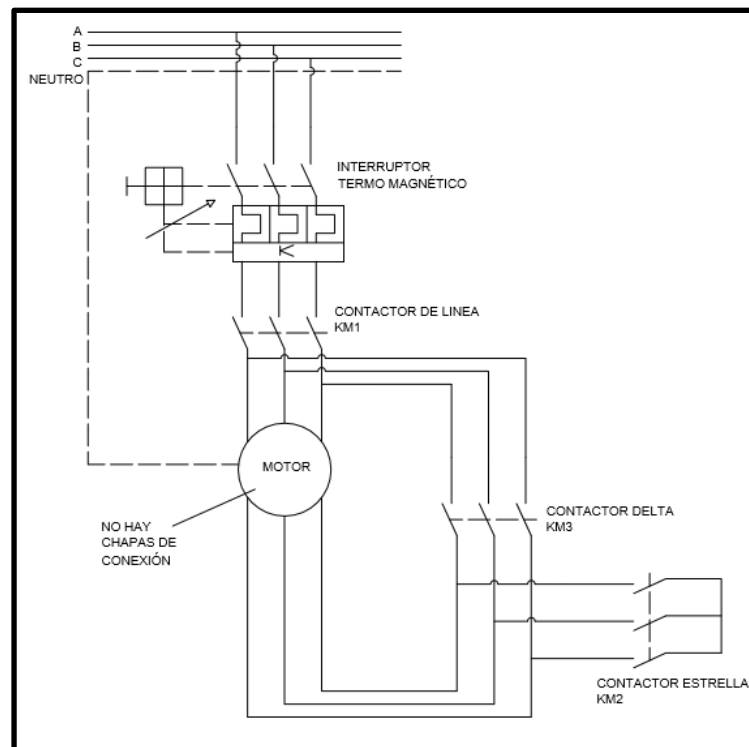 A
B
C
NEUTRO
INTERRUPTOR
TERMO MAGNÉTICO
CONTACTOR DE LINEA
KM1
MOTOR
NO HAY
CHAPAS DE
CONEXIÓN
CONTACTOR DELTA
KM3
CONTACTOR ESTRELLA
KM2